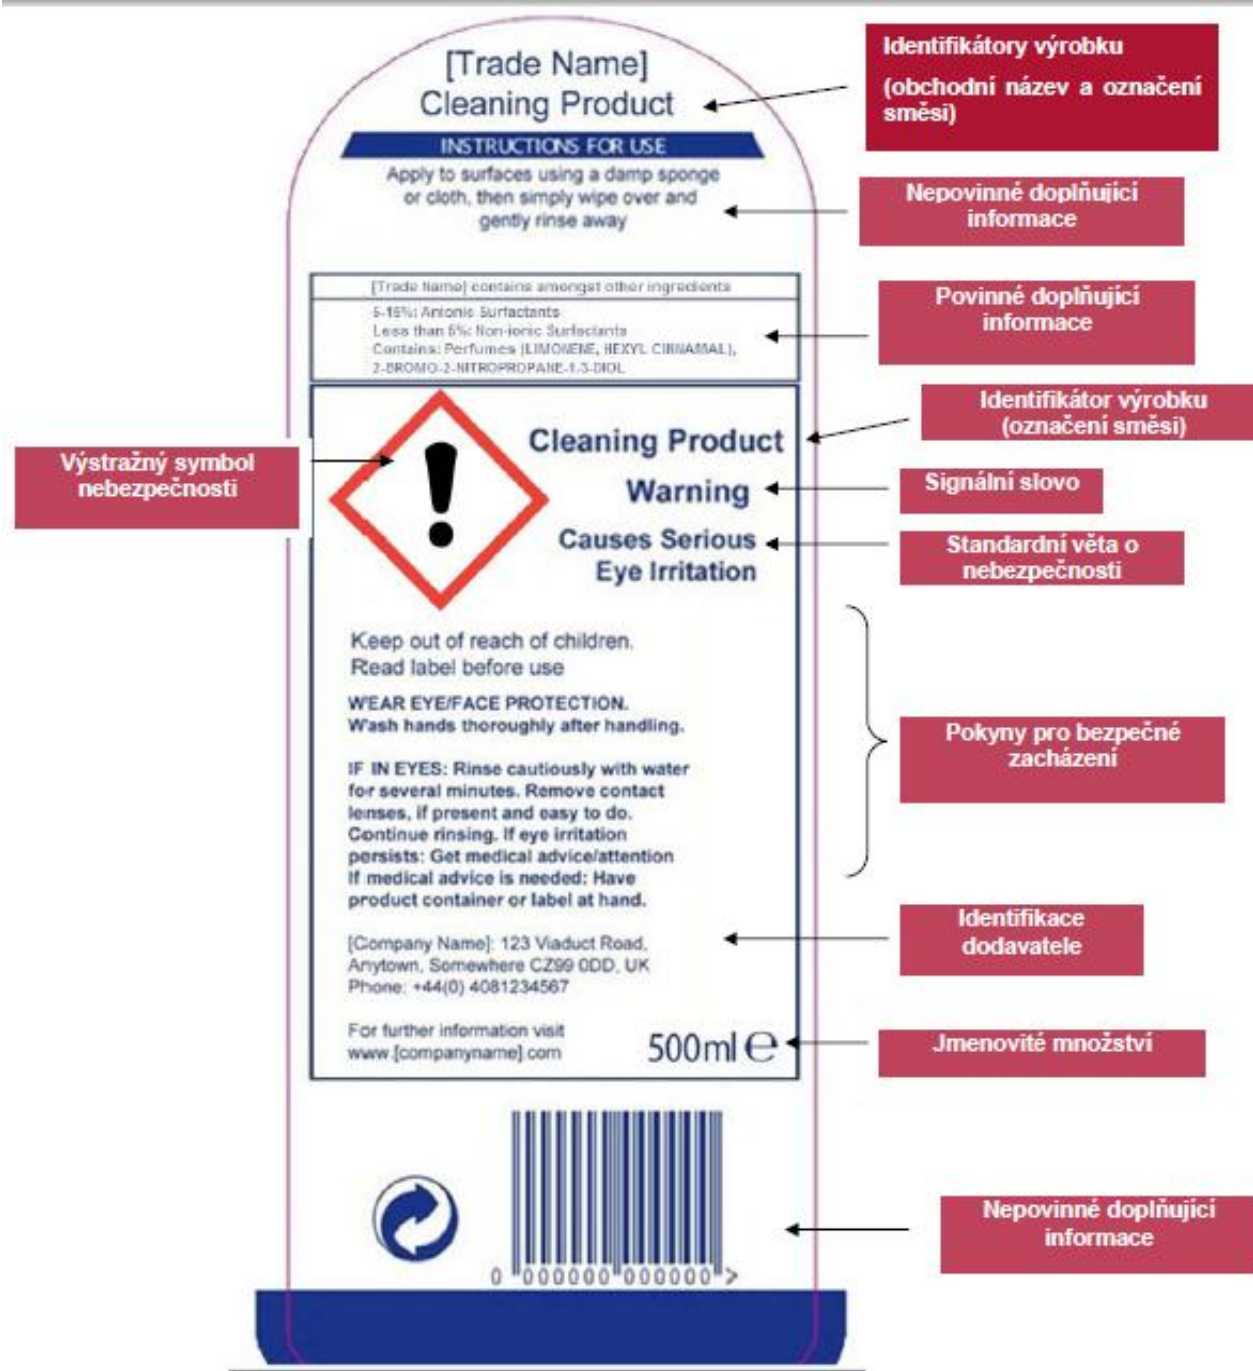 [Trade Name]
Cleaning Product
INSTRUCTIONS FOR USE
Apply to surfaces using a damp sponge
or cloth, then simply wipe over and
gently rinse away
[Trade Name] contains amongst other ingredients
5-15%: Anionic Surfactants
Less than 5%: Non-ionic Surfactants
Contains: Perfumes (LIMONENE, HEXYL CINNAMAL),
2-BROMO-2-NITROPROPANE-1,3-DIOL
Cleaning Product
Warning
Causes Serious
Eye Irritation
Keep out of reach of children.
Read label before use
WEAR EYE/FACE PROTECTION.
Wash hands thoroughly after handling.
IF IN EYES: Rinse cautiously with water
for several minutes. Remove contact
lenses, if present and easy to do.
Continue rinsing. If eye irritation
persists: Get medical advice/attention
If medical advice is needed: Have
product container or label at hand.
[Company Name]: 123 Viaduct Road,
Anytown, Somewhere CZ99 0DD, UK
Phone: +44(0) 4081234567
For further information visit
www.[companyname].com
500ml ℮
0 000000 000000 >
Výstražný symbol
nebezpečnosti
Identifikátory výrobku
(obchodní název a označení
směsi)
Nepovinné doplňující
informace
Povinné doplňující
informace
Identifikátor výrobku
(označení směsi)
Signální slovo
Standardní věta o
nebezpečnosti
Pokyny pro bezpečné
zacházení
Identifikace
dodavatele
Jmenovité množství
Nepovinné doplňující
informace